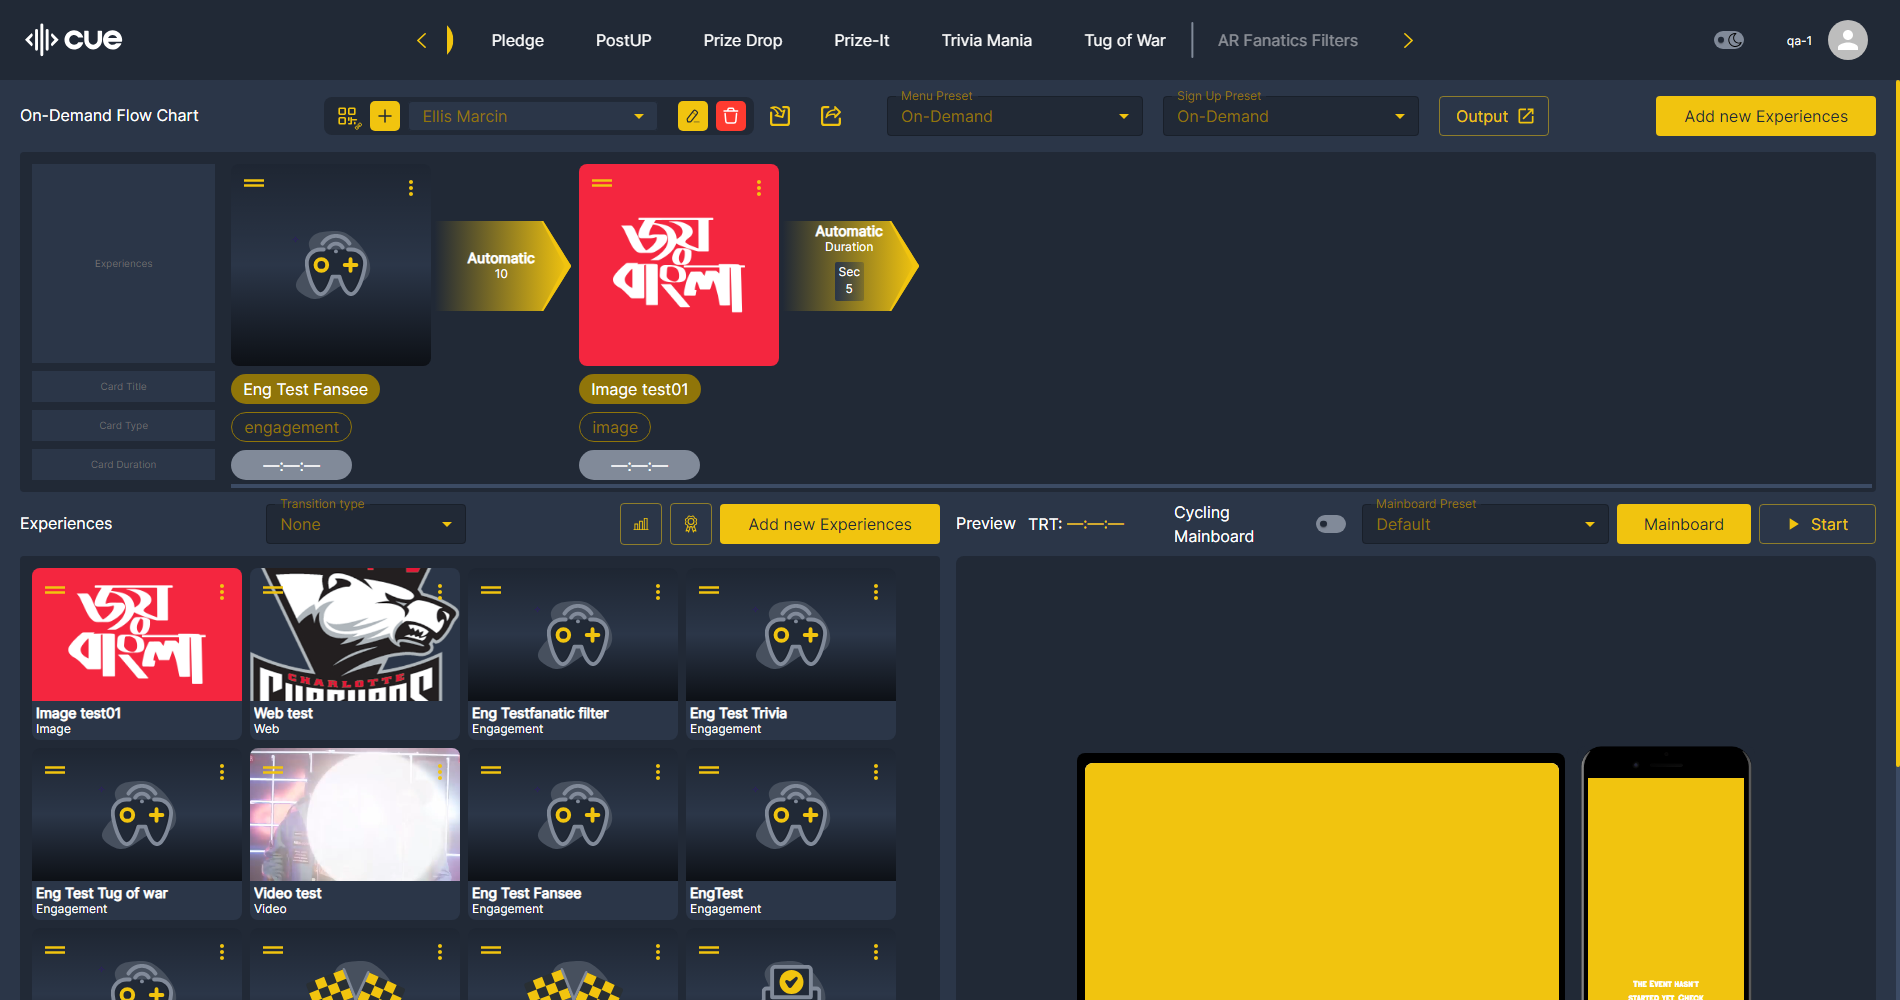 cue
Pledge
PostUP
Prize Drop
Prize-It
Trivia Mania
Tug of War
AR Fanatics Filters
qa-1
On-Demand Flow Chart
Ellis Marcin
Menu Preset
On-Demand
Sign Up Preset
On-Demand
Output
Add new Experiences
Experiences
Automatic
10
জয়
বাংলা
Automatic
Duration
Sec
5
Card Title
Eng Test Fansee
Image test01
Card Type
engagement
image
Card Duration
—:—:—
—:—:—
Experiences
Transition type
None
Add new Experiences
Preview
TRT: —:—:—
Cycling
Mainboard
Mainboard Preset
Default
Mainboard
Start
জয়
বাংলা
CHARLOTTE
Image test01
Image
Web test
Web
Eng Testfanatic filter
Engagement
Eng Test Trivia
Engagement
Eng Test Tug of war
Engagement
Video test
Video
Eng Test Fansee
Engagement
EngTest
Engagement
The Event hasn't
started yet. Check